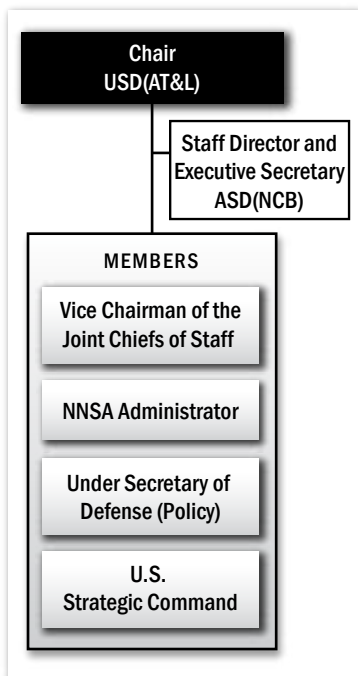 Chair
USD(AT&L)
Staff Director and
Executive Secretary
ASD(NCB)
MEMBERS
Vice Chairman of the
Joint Chiefs of Staff
NNSA Administrator
Under Secretary of
Defense (Policy)
U.S.
Strategic Command